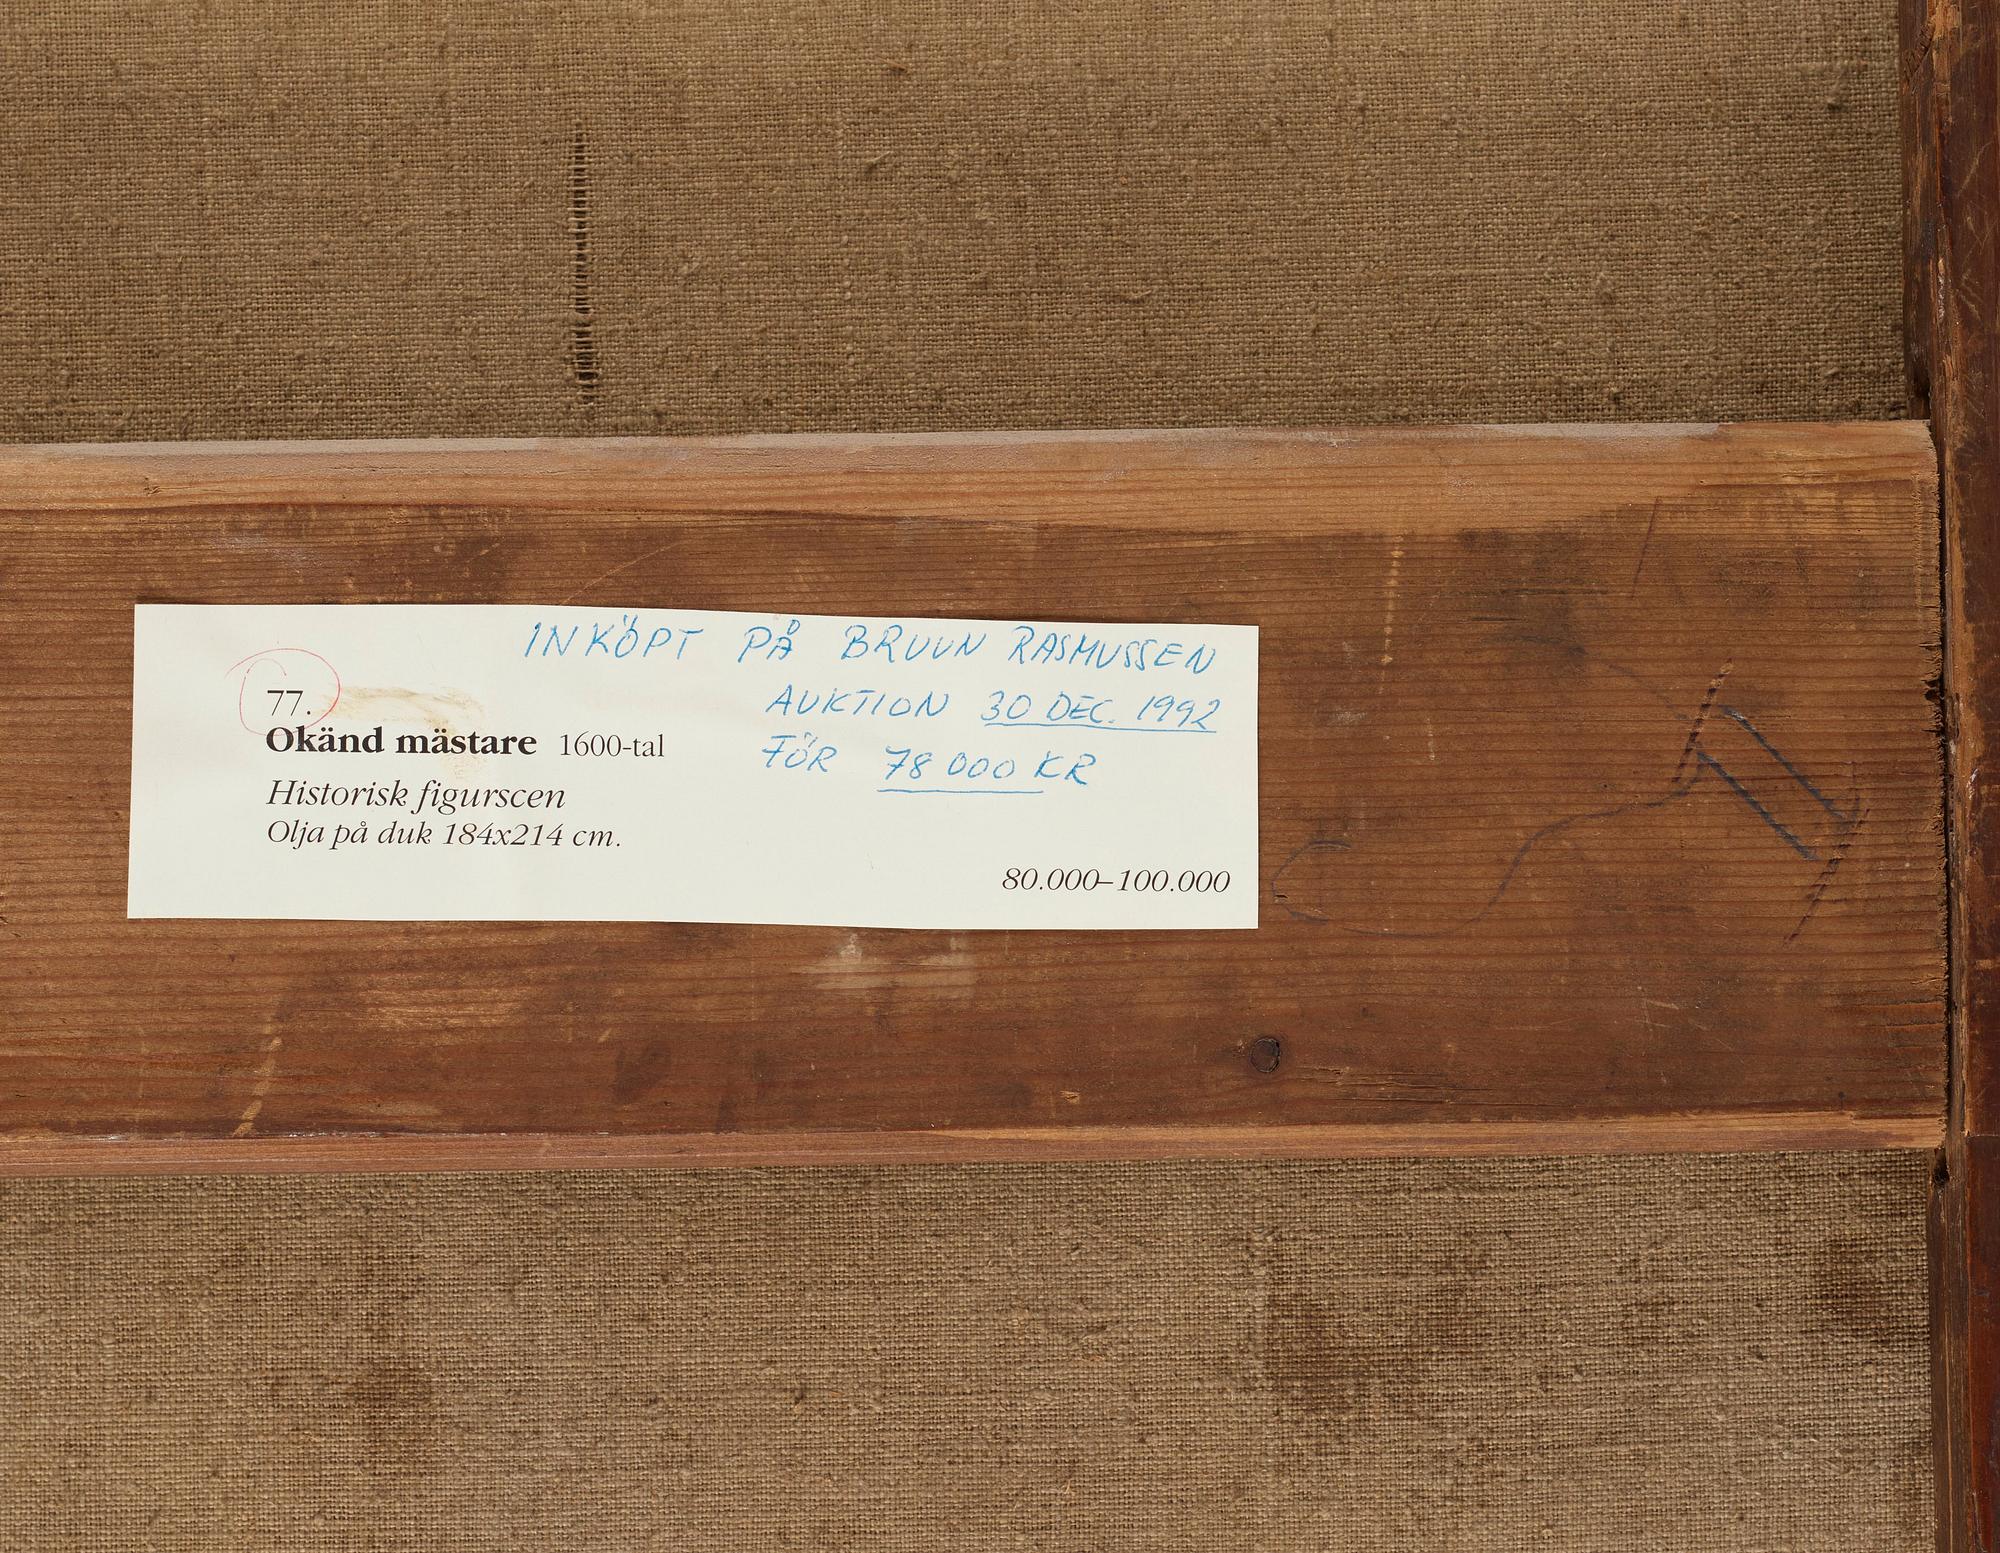 INKÖPT PÅ BRUUN RASMUSSEN
AUKTION 30 DEC. 1992
FÖR 78 000 KR
77.
Okänd mästare 1600-tal
Historisk figurscen
Olja på duk 184x214 cm.
80.000–100.000